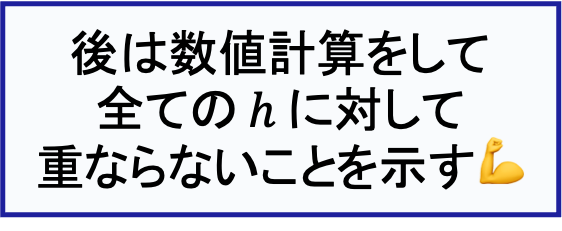 後は数値計算をして
全ての h に対して
重ならないことを示す💪